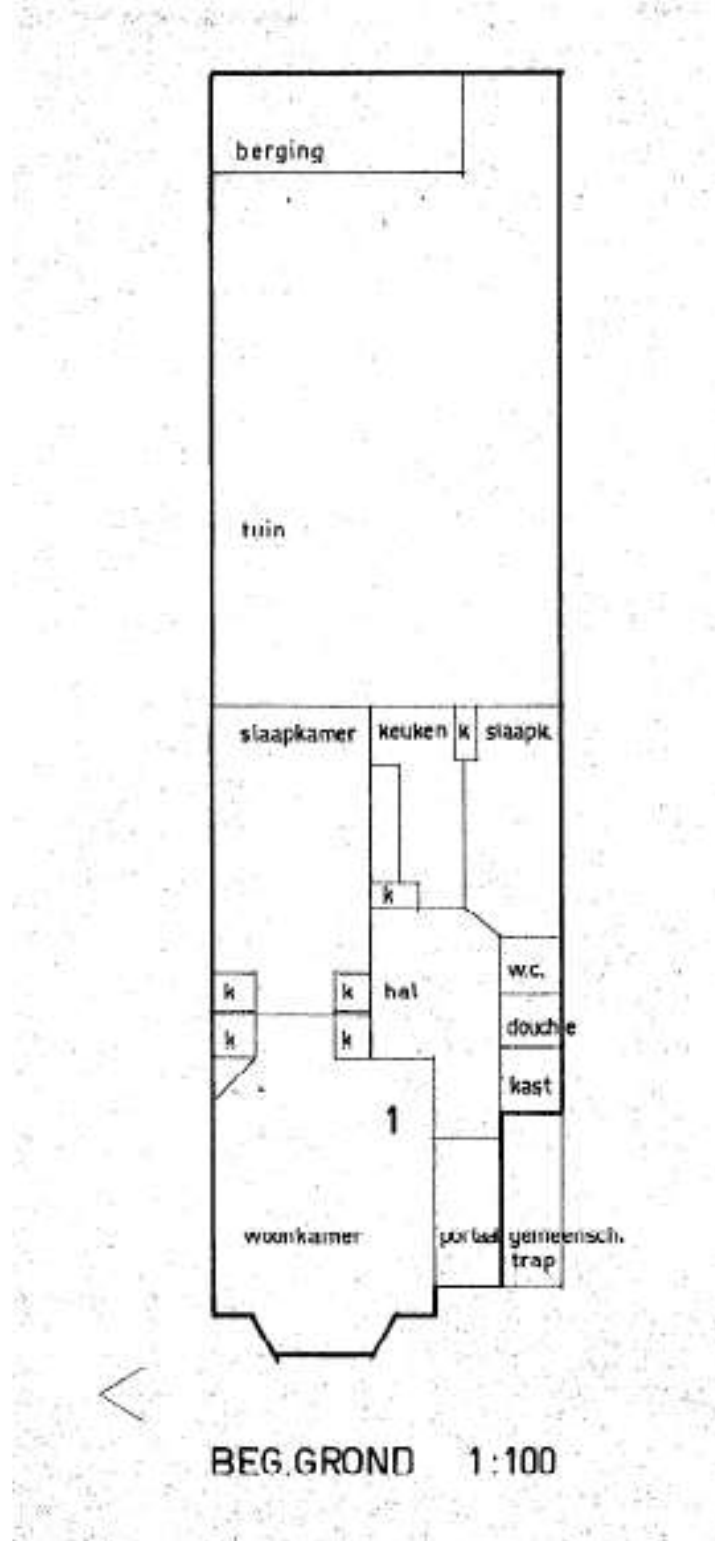 berging
tuin
slaapkamer keuken k slaapk.
k
w.c.
k k hal
douche
k k
kast
1
woonkamer portaal gemeensch.
trap
BEG.GROND 1:100